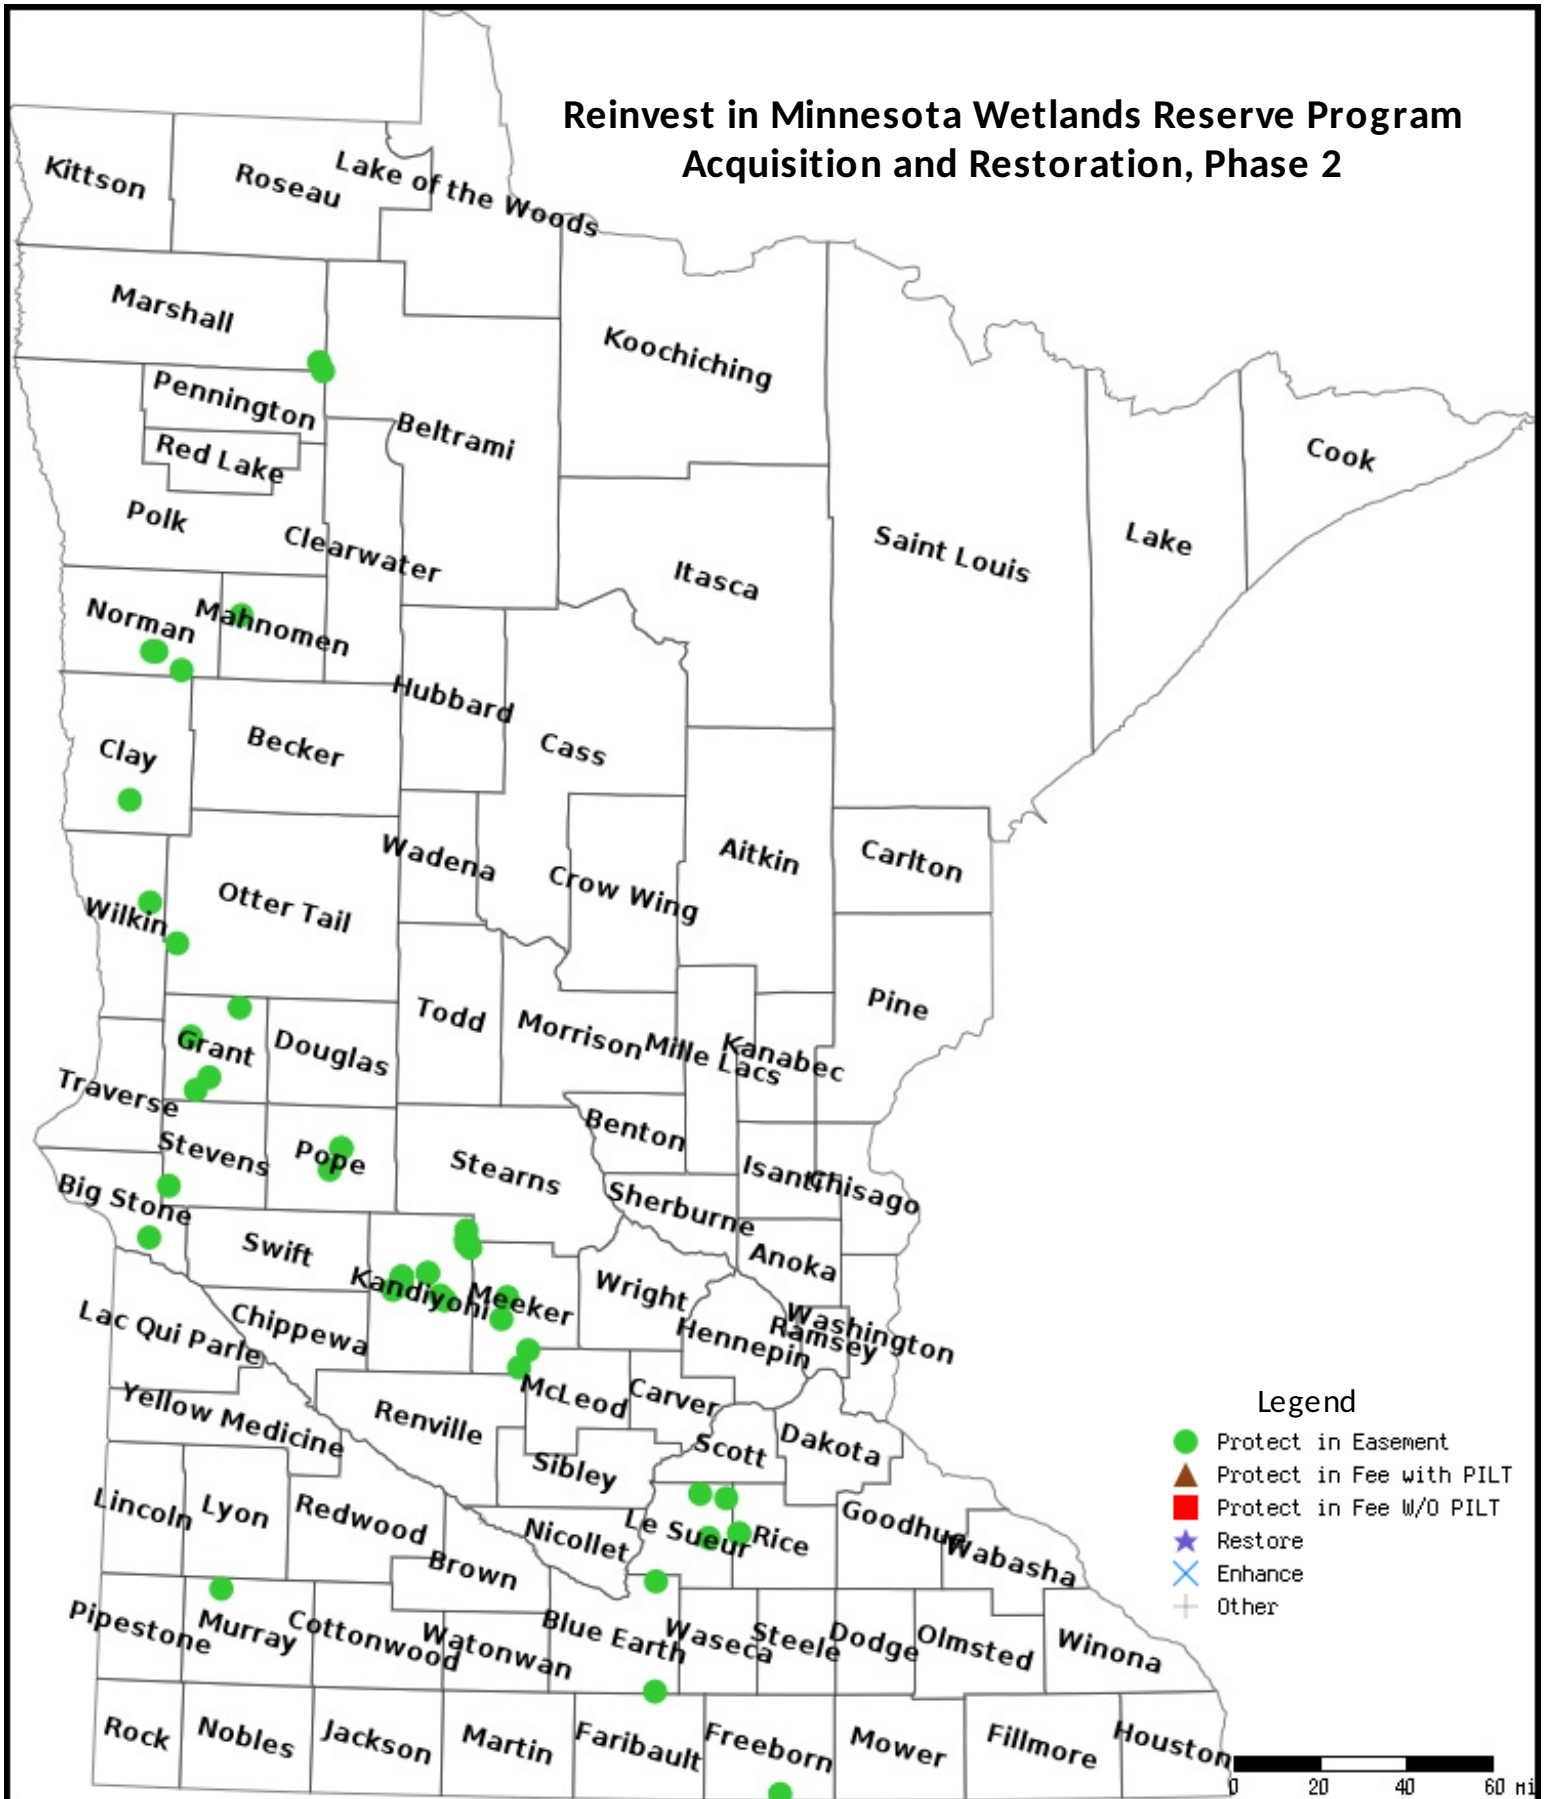 Reinvest in Minnesota Wetlands Reserve Program
Acquisition and Restoration, Phase 2
Kittson
Roseau
Lake of the Woods
Marshall
Koochiching
Pennington
Beltrami
Red Lake
Cook
Polk
Clearwater
Saint Louis
Lake
Itasca
Norman
Mahnomen
Hubbard
Clay
Becker
Cass
Wadena
Aitkin
Carlton
Otter Tail
Crow Wing
Wilkin
Pine
Todd
Morrison
Grant
Douglas
Mille Lacs
Kanabec
Traverse
Benton
Stevens
Pope
Stearns
Isanti
Chisago
Big Stone
Sherburne
Swift
Anoka
Kandiyohi
Meeker
Wright
Washington
Ramsey
Hennepin
Lac Qui Parle
Chippewa
McLeod
Carver
Yellow Medicine
Renville
Scott
Dakota
Sibley
Lincoln
Lyon
Redwood
Nicollet
Le Sueur
Rice
Goodhue
Wabasha
Brown
Pipestone
Murray
Cottonwood
Watonwan
Blue Earth
Waseca
Steele
Dodge
Olmsted
Winona
Rock
Nobles
Jackson
Martin
Faribault
Freeborn
Mower
Fillmore
Houston
Legend
Protect in Easement
Protect in Fee with PILT
Protect in Fee W/O PILT
Restore
Enhance
Other
0 20 40 60 mi